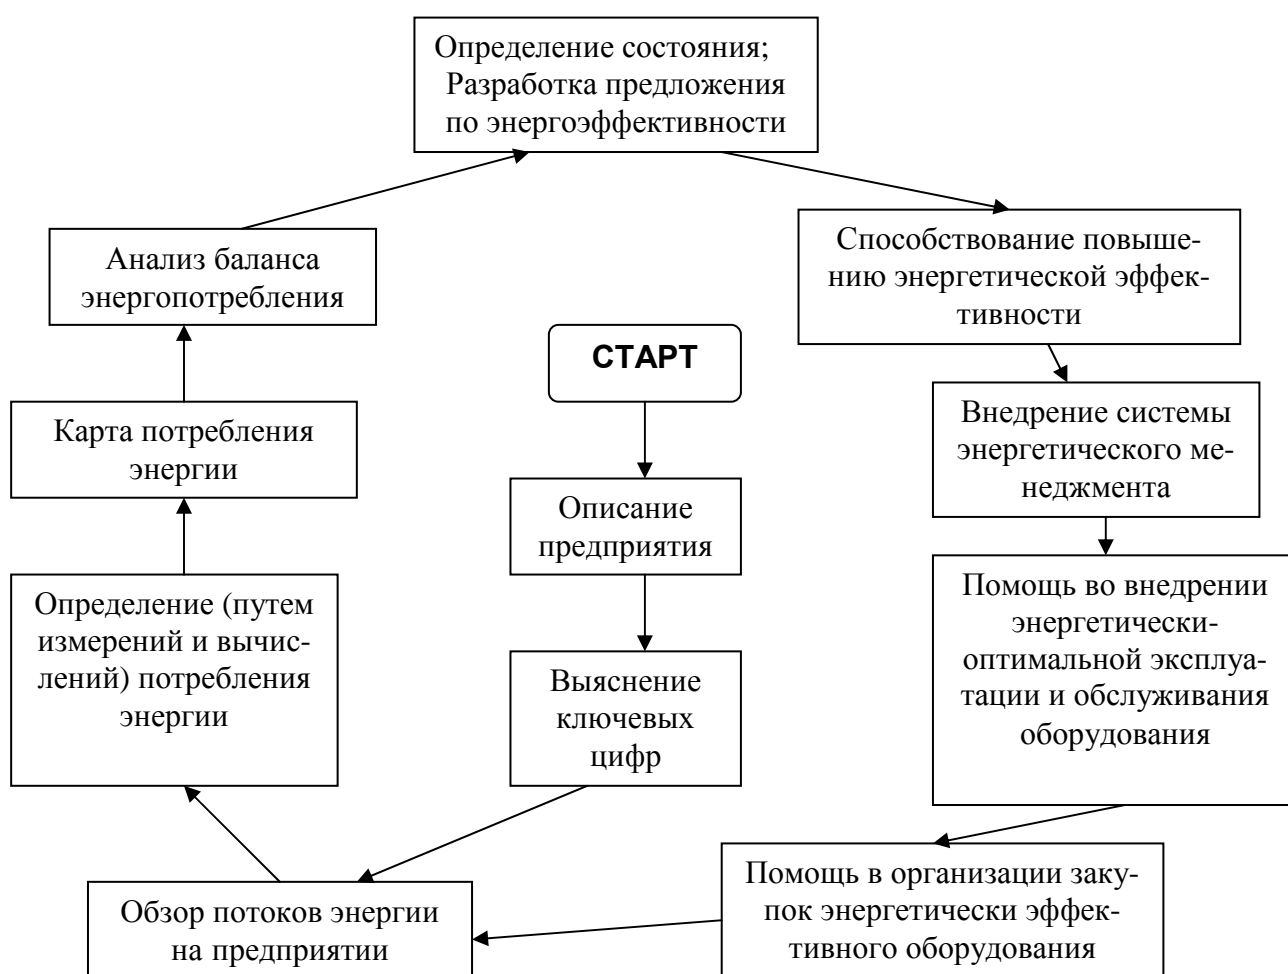 Определение состояния;
Разработка предложения
по энергоэффективности
Способствование повыше-
нию энергетической эффек-
тивности
Анализ баланса
энергопотребления
СТАРТ
Внедрение системы
энергетического ме-
неджмента
Карта потребления
энергии
Описание
предприятия
Помощь во внедрении
энергетически-
оптимальной эксплуа-
тации и обслуживания
оборудования
Определение (путем
измерений и вычис-
лений) потребления
энергии
Выяснение
ключевых
цифр
Помощь в организации заку-
пок энергетически эффек-
тивного оборудования
Обзор потоков энергии
на предприятии